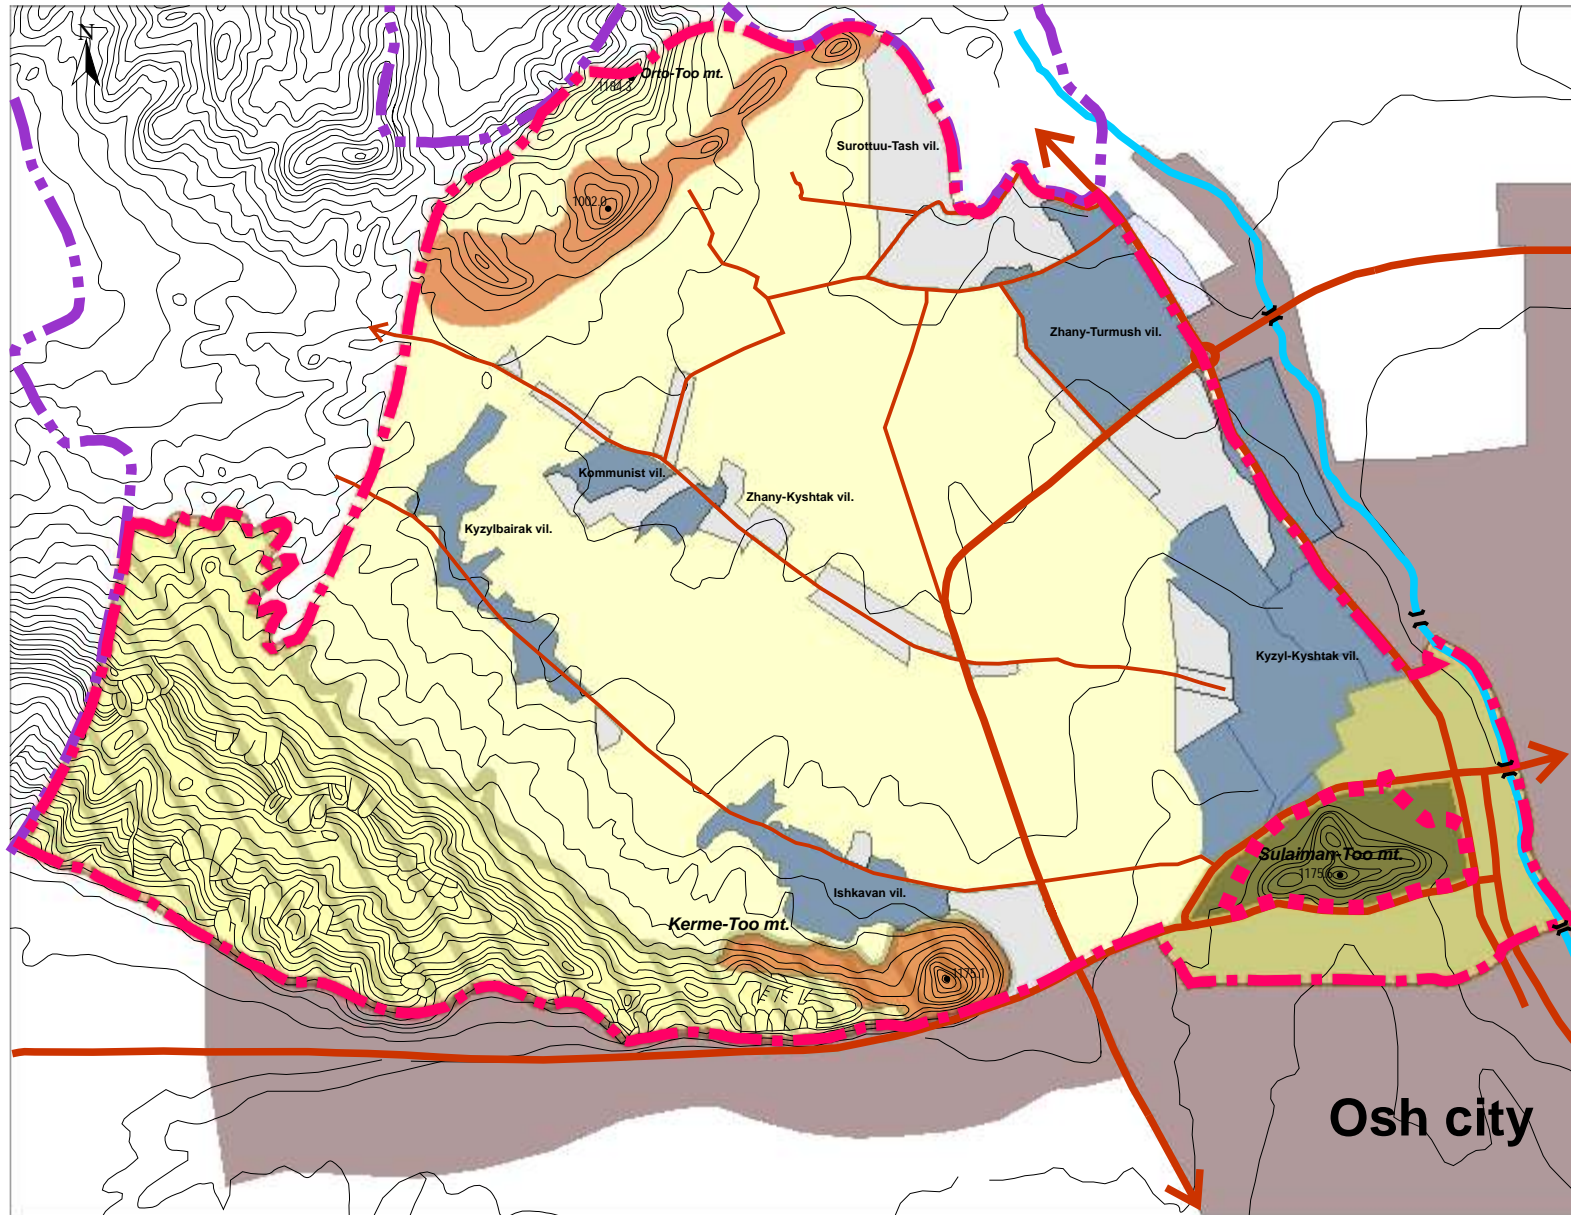 N
Orto-Too mt.
1184.3
Surottuu-Tash vil.
1002.0
Zhany-Turmush vil.
Kommunist vil.
Zhany-Kyshtak vil.
Kyzylbairak vil.
Kyzyl-Kyshtak vil.
Sulaiman-Too mt.
Ishkavan vil.
Kerme-Too mt.
1175.1
Osh city